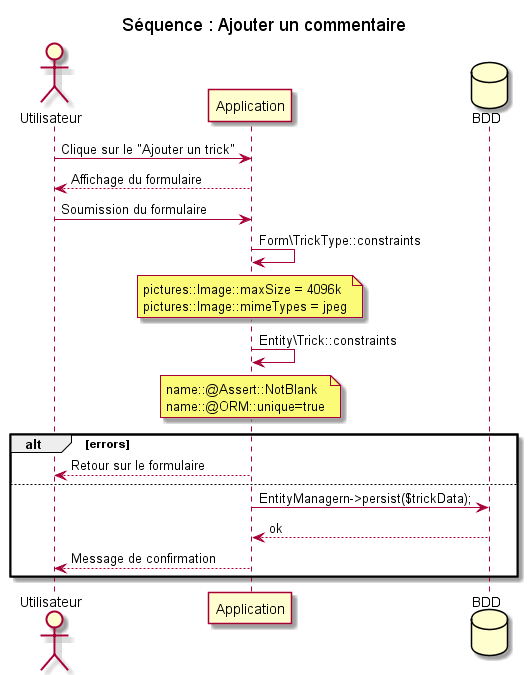 Séquence : Ajouter un commentaire
Utilisateur
Application
BDD
Clique sur le "Ajouter un trick"
Affichage du formulaire
Soumission du formulaire
Form\TrickType::constraints
pictures::Image::maxSize = 4096k
pictures::Image::mimeTypes = jpeg
Entity\Trick::constraints
name::@Assert::NotBlank
name::@ORM::unique=true
alt
[errors]
Retour sur le formulaire
EntityManagern->persist($trickData);
ok
Message de confirmation
Utilisateur
Application
BDD